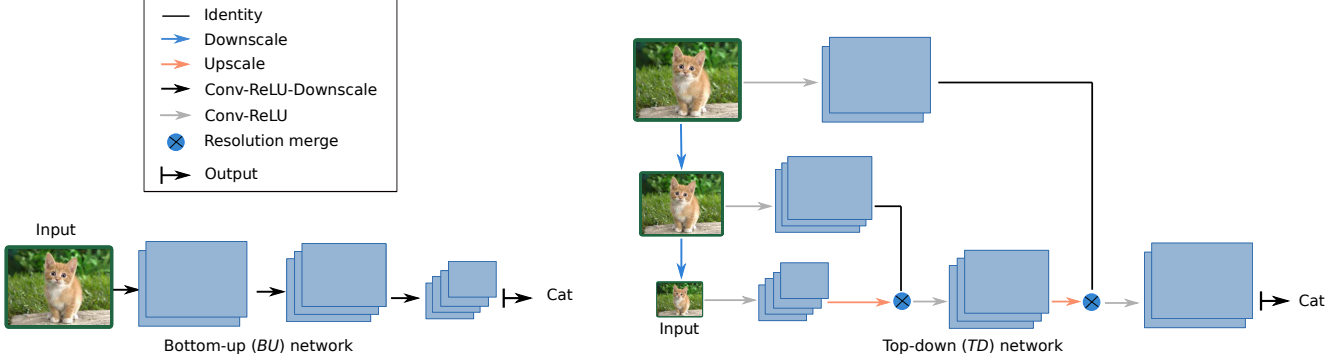 Identity
Downscale
Upscale
Conv-ReLU-Downscale
Conv-ReLU
Resolution merge
Output
Input
Cat
Bottom-up (BU) network
Input
Cat
Top-down (TD) network